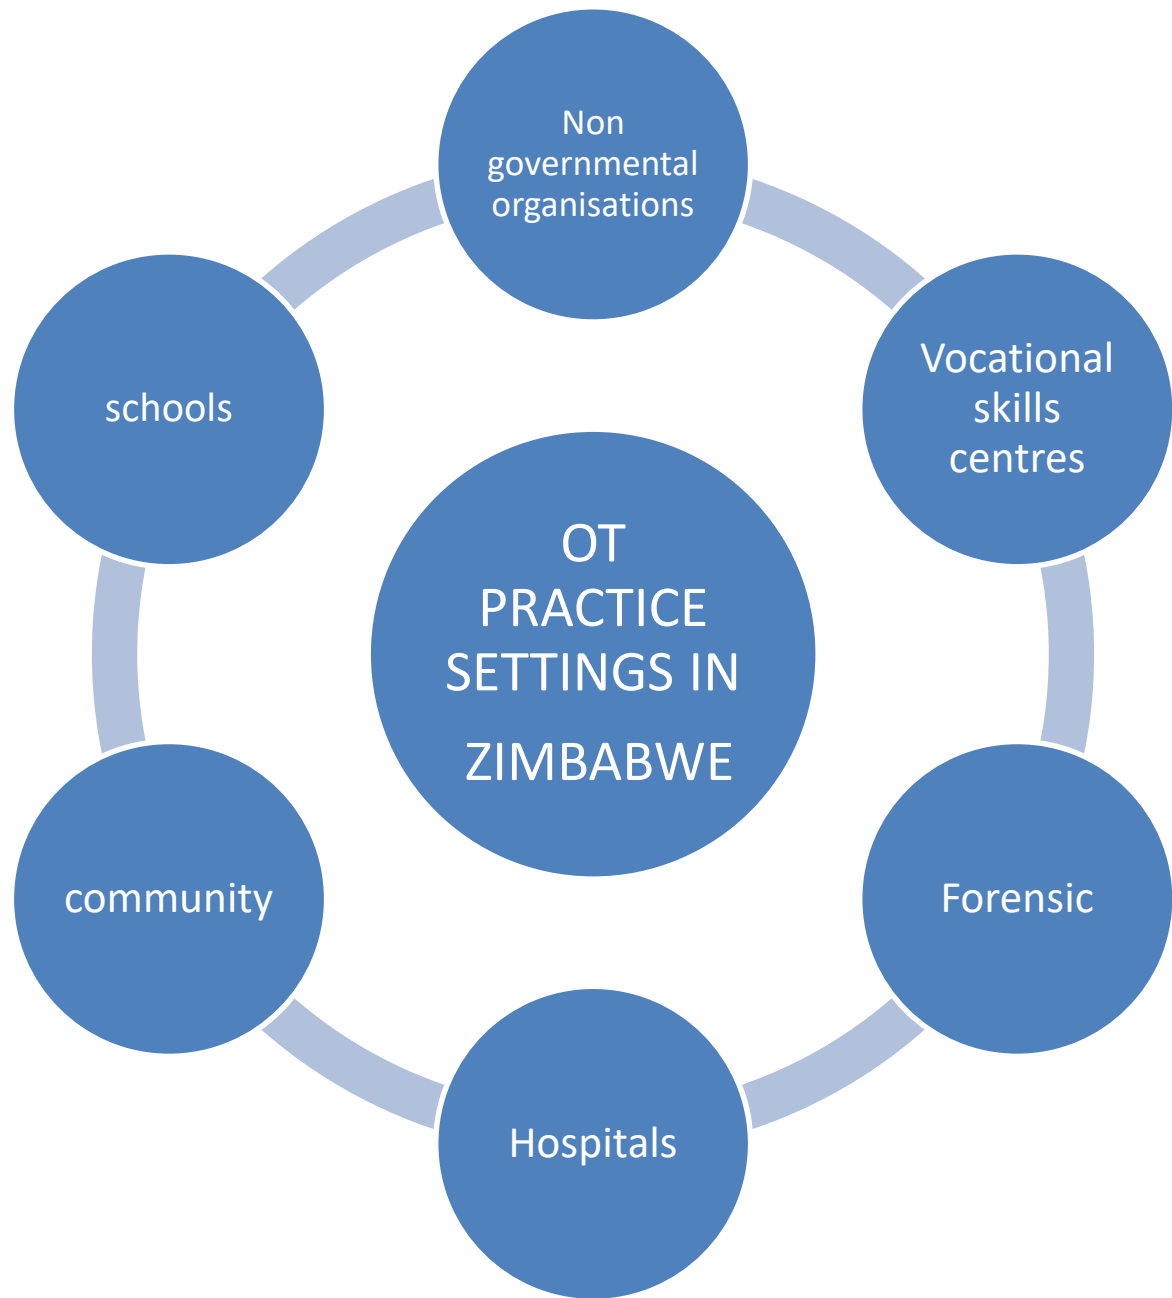 Non
governmental
organisations
Vocational
skills
centres
Forensic
Hospitals
community
schools
OT
PRACTICE
SETTINGS IN
ZIMBABWE